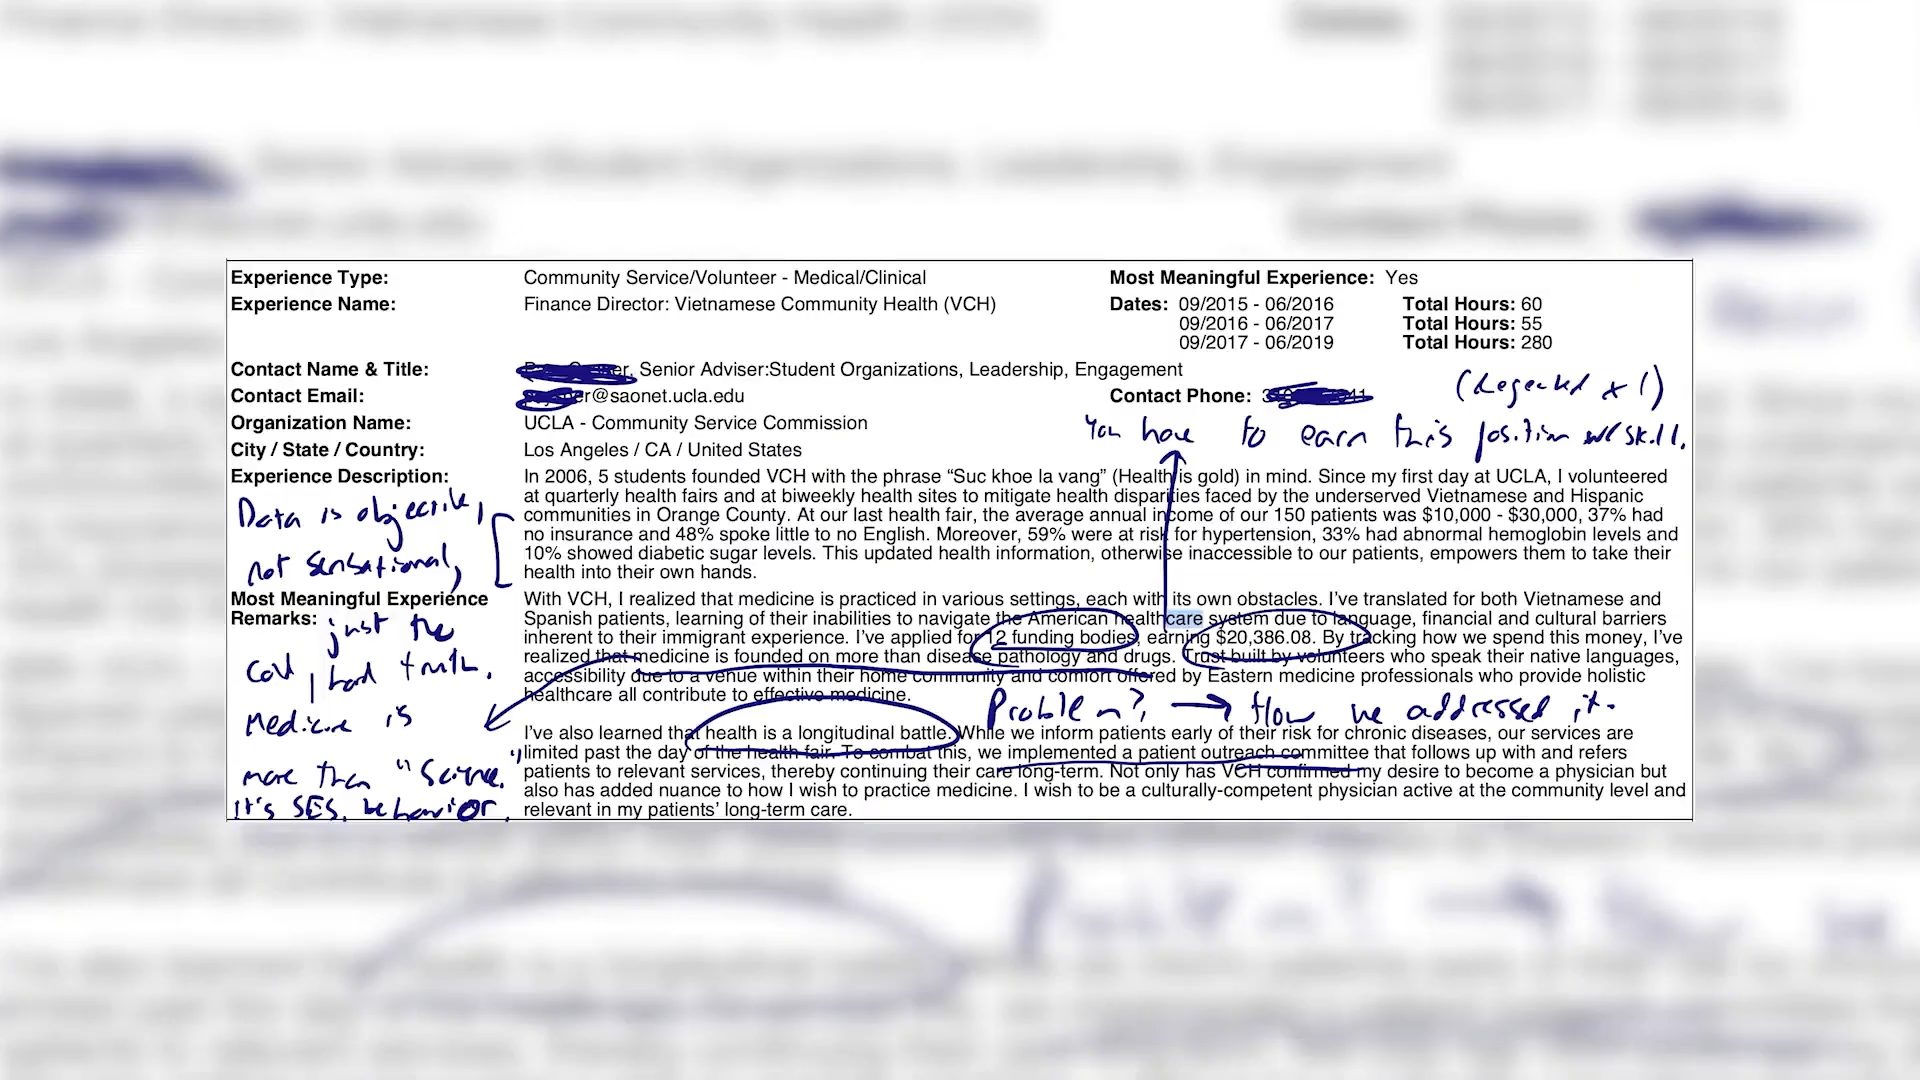 Experience Type: Community Service/Volunteer - Medical/Clinical Most Meaningful Experience: Yes
Experience Name: Finance Director: Vietnamese Community Health (VCH) Dates: 09/2015 - 06/2016 Total Hours: 60
09/2016 - 06/2017 Total Hours: 55
09/2017 - 06/2019 Total Hours: 280
Contact Name & Title: er, Senior Adviser:Student Organizations, Leadership, Engagement
(Rejected x 1)
Contact Email: er@saonet.ucla.edu Contact Phone:
Organization Name: UCLA - Community Service Commission
You have to earn this position w/ skill.
City / State / Country: Los Angeles / CA / United States
Experience Description: In 2006, 5 students founded VCH with the phrase “Suc khoe la vang” (Health is gold) in mind. Since my first day at UCLA, I volunteered
at quarterly health fairs and at biweekly health sites to mitigate health disparities faced by the underserved Vietnamese and Hispanic
communities in Orange County. At our last health fair, the average annual income of our 150 patients was $10,000 - $30,000, 37% had
no insurance and 48% spoke little to no English. Moreover, 59% were at risk for hypertension, 33% had abnormal hemoglobin levels and
10% showed diabetic sugar levels. This updated health information, otherwise inaccessible to our patients, empowers them to take their
health into their own hands.
Data is objective,
not sensational,
Most Meaningful Experience
Remarks:
With VCH, I realized that medicine is practiced in various settings, each with its own obstacles. I’ve translated for both Vietnamese and
Spanish patients, learning of their inabilities to navigate the American healthcare system due to language, financial and cultural barriers
inherent to their immigrant experience. I’ve applied for 12 funding bodies, earning $20,386.08. By tracking how we spend this money, I’ve
realized that medicine is founded on more than disease pathology and drugs. Trust built by volunteers who speak their native languages,
accessibility due to a venue within their home community and comfort offered by Eastern medicine professionals who provide holistic
healthcare all contribute to effective medicine.
just the
cold, hard truth.
Problem?, → How we addressed it.
I’ve also learned that health is a longitudinal battle. While we inform patients early of their risk for chronic diseases, our services are
limited past the day of the health fair. To combat this, we implemented a patient outreach committee that follows up with and refers
patients to relevant services, thereby continuing their care long-term. Not only has VCH confirmed my desire to become a physician but
also has added nuance to how I wish to practice medicine. I wish to be a culturally-competent physician active at the community level and
relevant in my patients’ long-term care.
Medicine is
more than "Science."
it's SES, behavior.